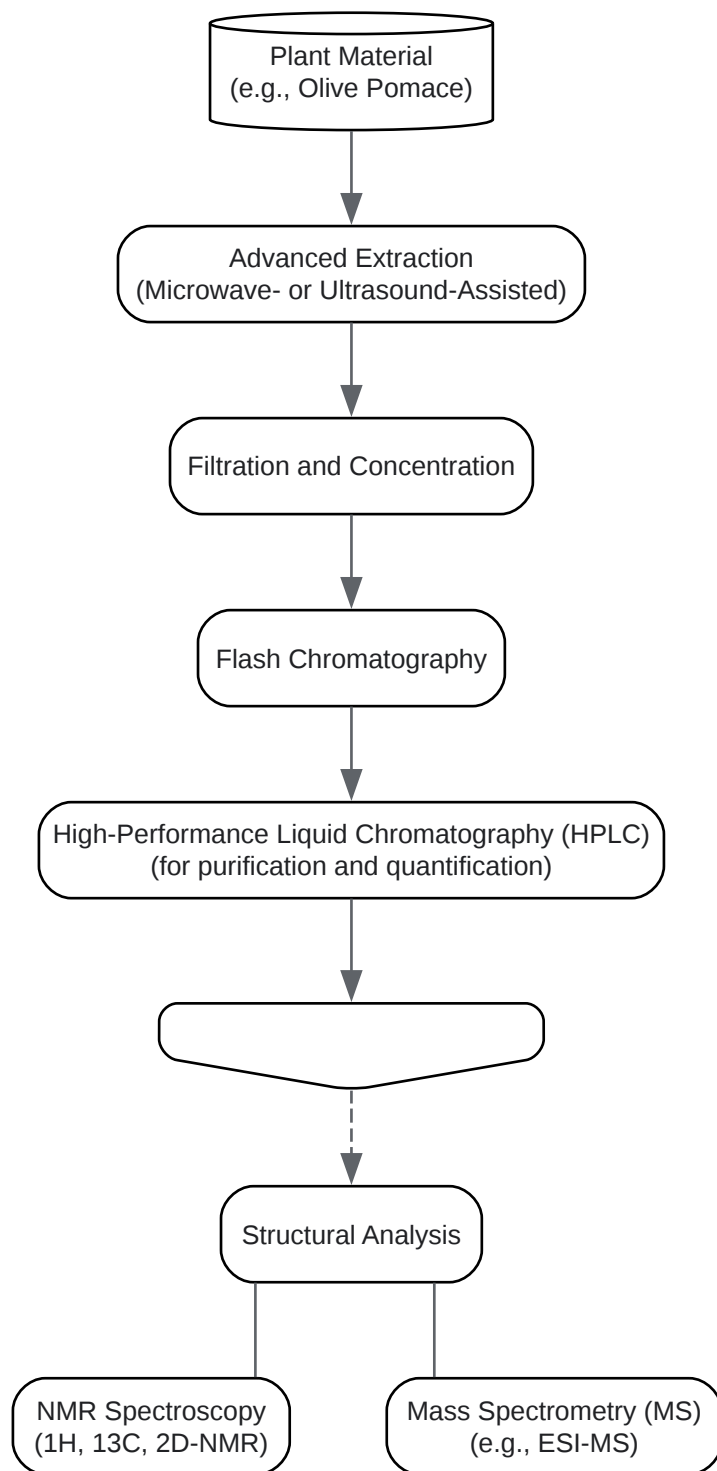 Plant Material
(e.g., Olive Pomace)
Advanced Extraction
(Microwave- or Ultrasound-Assisted)
Filtration and Concentration
Flash Chromatography
High-Performance Liquid Chromatography (HPLC)
(for purification and quantification)
Structural Analysis
NMR Spectroscopy
(1H, 13C, 2D-NMR)
Mass Spectrometry (MS)
(e.g., ESI-MS)